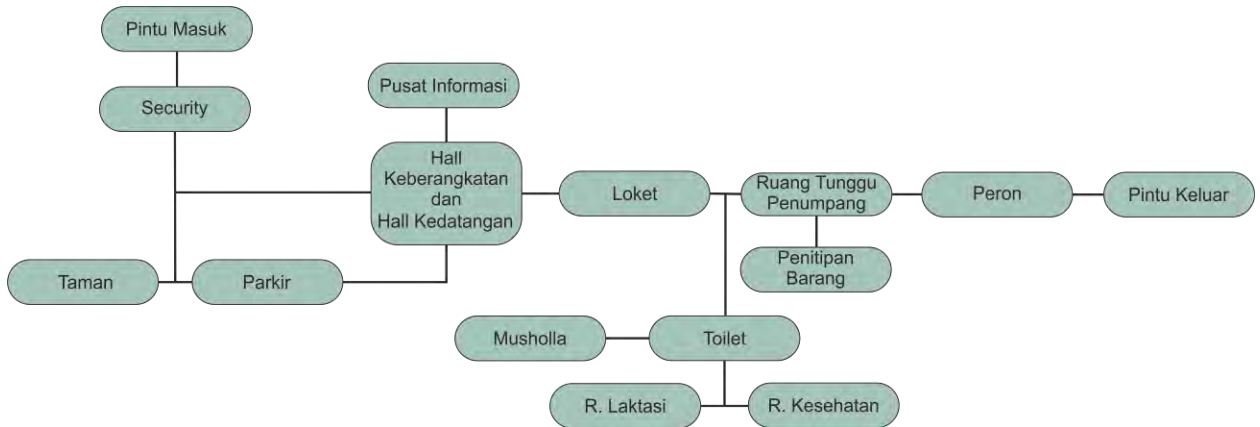 Pintu Masuk
Security
Pusat Informasi
Hall
Keberangkatan
dan
Hall Kedatangan
Loket
Ruang Tunggu
Penumpang
Peron
Pintu Keluar
Penitipan
Barang
Taman
Parkir
Musholla
Toilet
R. Laktasi
R. Kesehatan